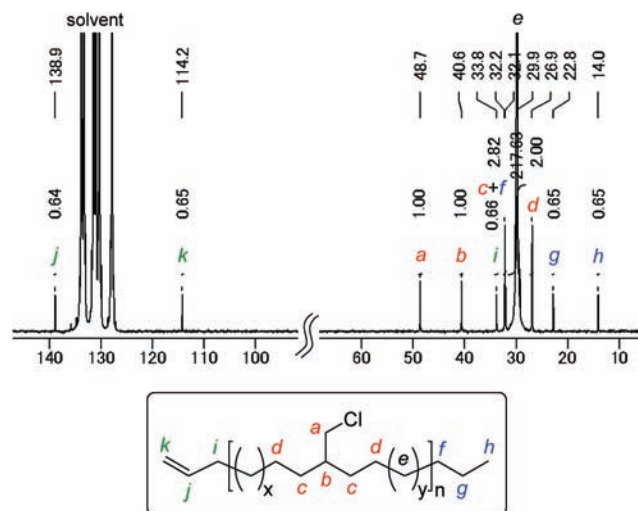 solvent
e
138.9
114.2
48.7
40.6
33.8
32.2
32.1
29.9
26.9
22.8
14.0
0.64
0.65
1.00
1.00
0.66
2.82
217.63
2.00
0.65
0.65
j
k
a
b
i
c+f
d
g
h
140 130 120 110 100 60 50 40 30 20 10
Cl
a
k i d d e f h
j x c b c y n g